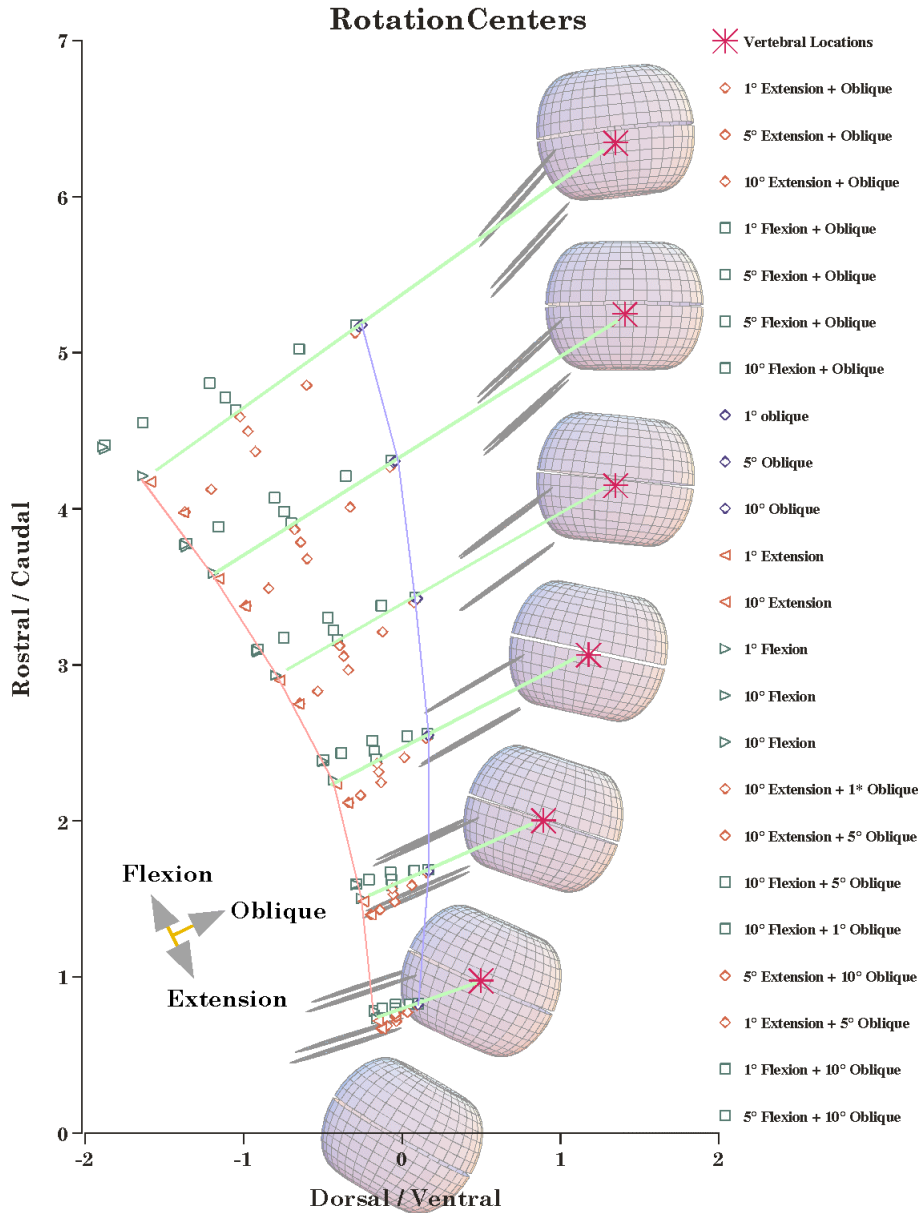 RotationCenters
7
6
5
4
3
2
1
0
Rostral / Caudal
-2
-1
0
1
2
Dorsal / Ventral
Flexion
Oblique
Extension
Vertebral Locations
1° Extension + Oblique
5° Extension + Oblique
10° Extension + Oblique
1° Flexion + Oblique
5° Flexion + Oblique
5° Flexion + Oblique
10° Flexion + Oblique
1° oblique
5° Oblique
10° Oblique
1° Extension
10° Extension
1° Flexion
10° Flexion
10° Flexion
10° Extension + 1* Oblique
10° Extension + 5° Oblique
10° Flexion + 5° Oblique
10° Flexion + 1° Oblique
5° Extension + 10° Oblique
1° Extension + 5° Oblique
1° Flexion + 10° Oblique
5° Flexion + 10° Oblique